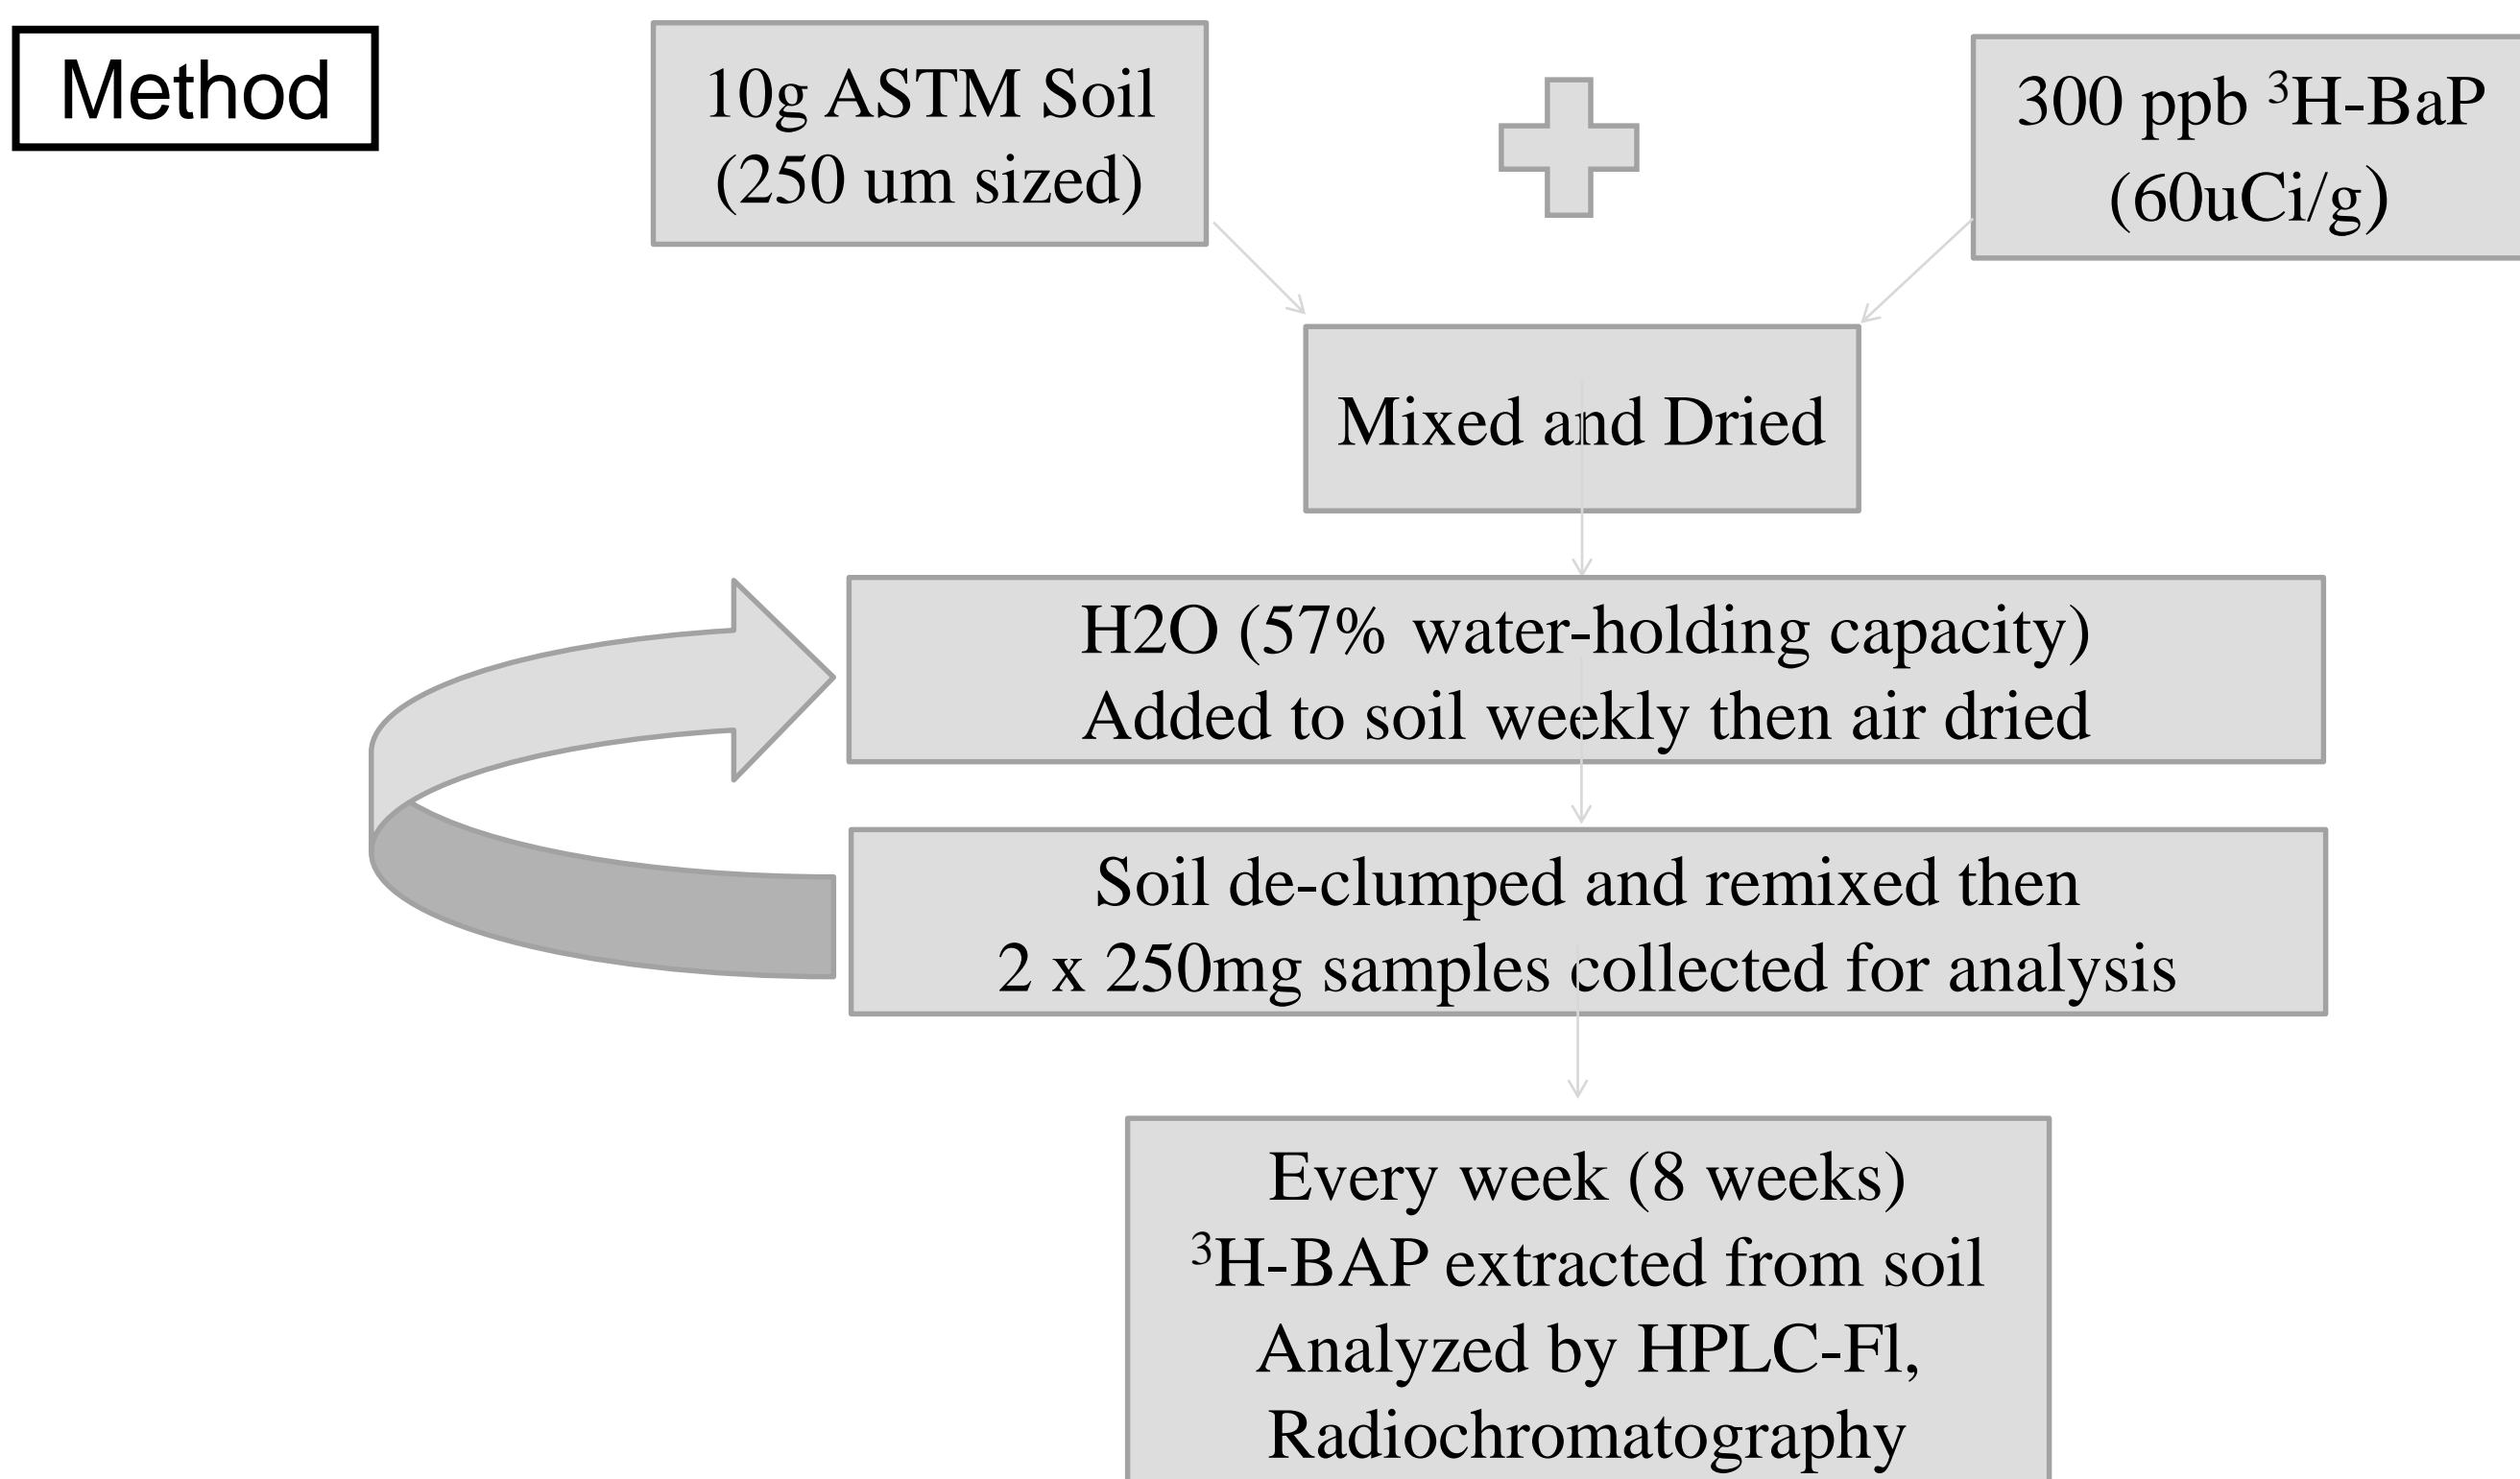 Method
10g ASTM Soil
(250 um sized)
300 ppb ³H-BaP
(60uCi/g)
Mixed and Dried
H2O (57% water-holding capacity)
Added to soil weekly then air dried
Soil de-clumped and remixed then
2 x 250mg samples collected for analysis
Every week (8 weeks)
³H-BAP extracted from soil
Analyzed by HPLC-Fl,
Radiochromatography